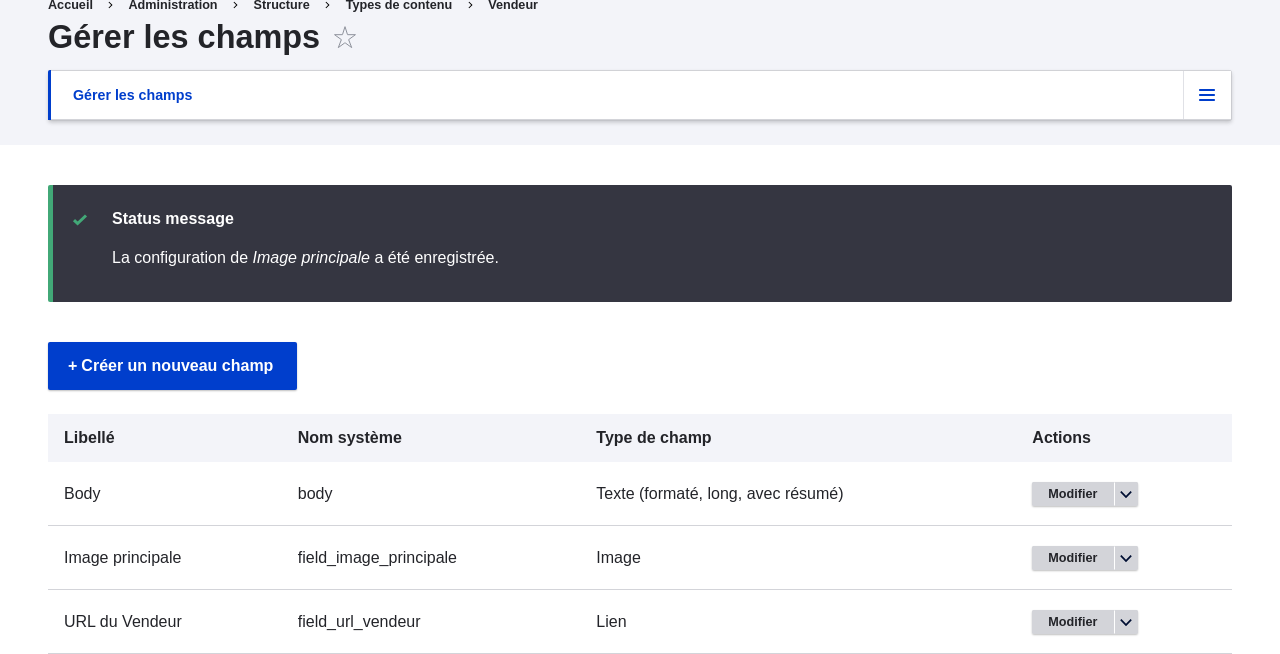 Accueil > Administration > Structure > Types de contenu > Vendeur
Gérer les champs
Gérer les champs
Status message
La configuration de Image principale a été enregistrée.
+ Créer un nouveau champ
Libellé Nom système Type de champ Actions
Body body Texte (formaté, long, avec résumé) Modifier
Image principale field_image_principale Image Modifier
URL du Vendeur field_url_vendeur Lien Modifier